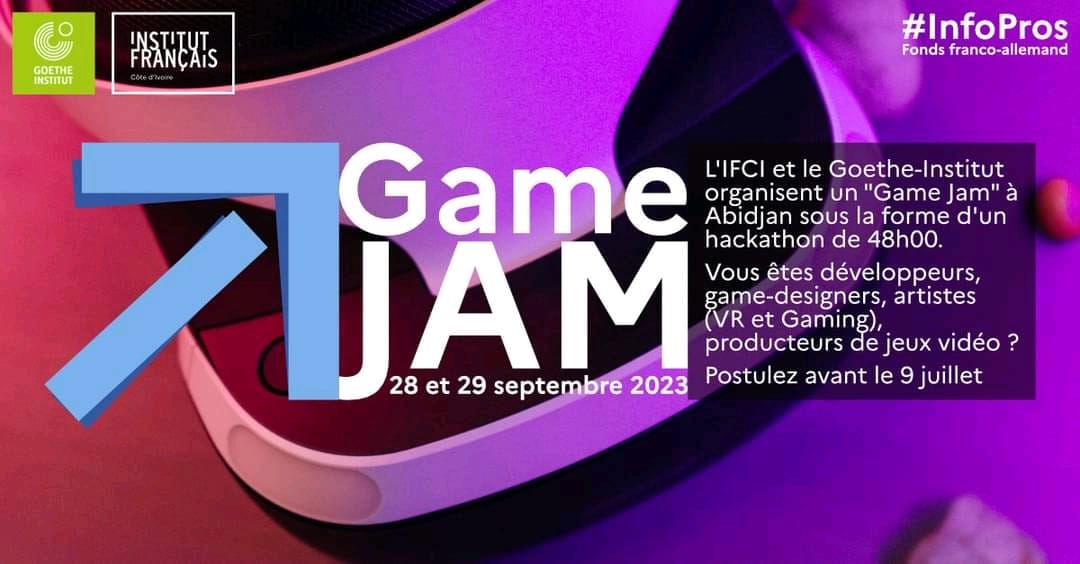 GOETHE
INSTITUT
INSTITUT
FRANÇAIS
Côte d'Ivoire
#InfoPros
Fonds franco-allemand
Game
JAM
28 et 29 septembre 2023
L'IFCI et le Goethe-Institut
organisent un "Game Jam" à
Abidjan sous la forme d'un
hackathon de 48h00.
Vous êtes développeurs,
game-designers, artistes
(VR et Gaming),
producteurs de jeux vidéo ?
Postulez avant le 9 juillet